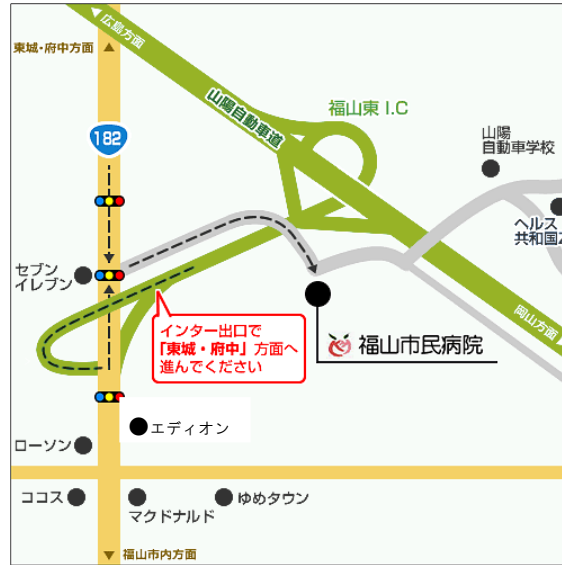 広島方面
東城・府中方面
山陽自動車道
福山東 I.C
182
山陽
自動車学校
ヘルス
共和国
セブン
イレブン
岡山方面
インター出口で
「東城・府中」方面へ
進んでください
福山市民病院
エディオン
ローソン
ココス
マクドナルド
ゆめタウン
福山市内方面